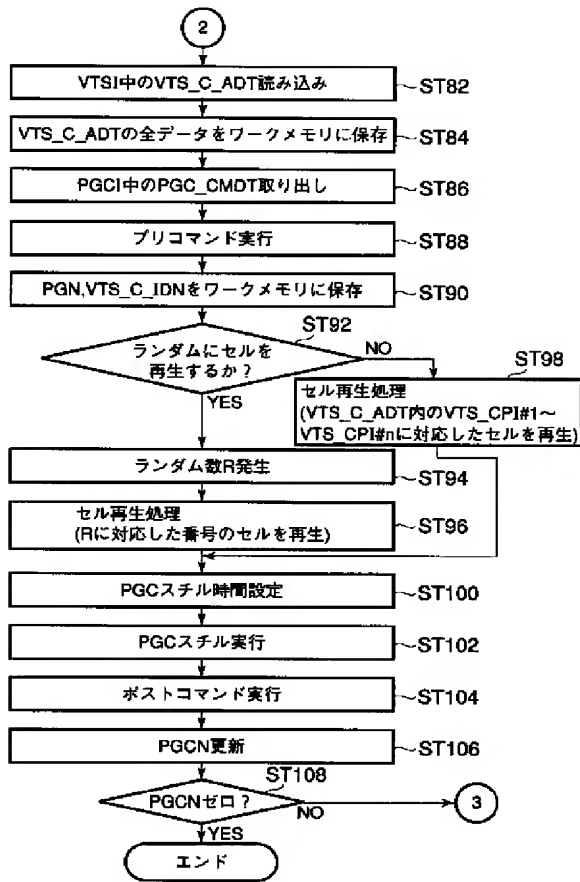 2
VTSI中のVTS_C_ADT読み込み
ST82
VTS_C_ADTの全データをワークメモリに保存
ST84
PGCI中のPGC_CMDT取り出し
ST86
プリコマンド実行
ST88
PGN,VTS_C_IDNをワークメモリに保存
ST90
ST92
ランダムにセルを
再生するか？
NO
YES
ST98
セル再生処理
(VTS_C_ADT内のVTS_CPI#1～
VTS_CPI#nに対応したセルを再生)
ランダム数R発生
ST94
セル再生処理
(Rに対応した番号のセルを再生)
ST96
PGCスチル時間設定
ST100
PGCスチル実行
ST102
ポストコマンド実行
ST104
PGCN更新
ST106
ST108
PGCNゼロ？
NO
3
YES
エンド